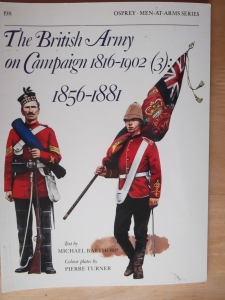 198
OSPREY · MEN-AT-ARMS SERIES
The British Army
on Campaign 1816-1902 (3):
1856-1881
Text by
MICHAEL BARTHORP
Colour plates by
PIERRE TURNER